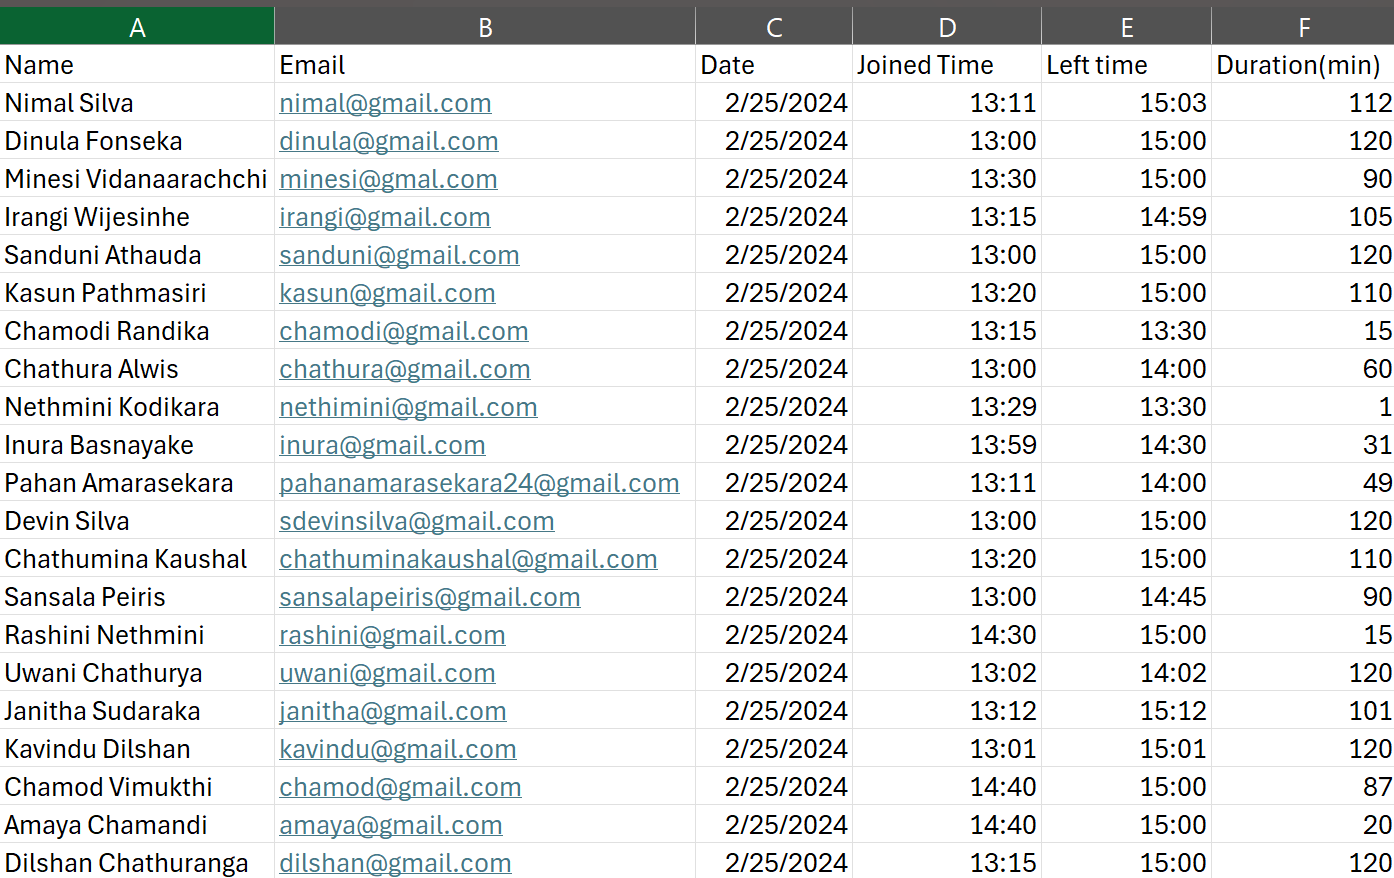 A B C D E F
Name Email Date Joined Time Left time Duration(min)
Nimal Silva nimal@gmail.com 2/25/2024 13:11 15:03 112
Dinula Fonseka dinula@gmail.com 2/25/2024 13:00 15:00 120
Minesi Vidanaarachchi minesi@gmal.com 2/25/2024 13:30 15:00 90
Irangi Wijesinhe irangi@gmail.com 2/25/2024 13:15 14:59 105
Sanduni Athauda sanduni@gmail.com 2/25/2024 13:00 15:00 120
Kasun Pathmasiri kasun@gmail.com 2/25/2024 13:20 15:00 110
Chamodi Randika chamodi@gmail.com 2/25/2024 13:15 13:30 15
Chathura Alwis chathura@gmail.com 2/25/2024 13:00 14:00 60
Nethmini Kodikara nethimini@gmail.com 2/25/2024 13:29 13:30 1
Inura Basnayake inura@gmail.com 2/25/2024 13:59 14:30 31
Pahan Amarasekara pahanamarasekara24@gmail.com 2/25/2024 13:11 14:00 49
Devin Silva sdevinsilva@gmail.com 2/25/2024 13:00 15:00 120
Chathumina Kaushal chathuminakaushal@gmail.com 2/25/2024 13:20 15:00 110
Sansala Peiris sansalapeiris@gmail.com 2/25/2024 13:00 14:45 90
Rashini Nethmini rashini@gmail.com 2/25/2024 14:30 15:00 15
Uwani Chathurya uwani@gmail.com 2/25/2024 13:02 14:02 120
Janitha Sudaraka janitha@gmail.com 2/25/2024 13:12 15:12 101
Kavindu Dilshan kavindu@gmail.com 2/25/2024 13:01 15:01 120
Chamod Vimukthi chamod@gmail.com 2/25/2024 14:40 15:00 87
Amaya Chamandi amaya@gmail.com 2/25/2024 14:40 15:00 20
Dilshan Chathuranga dilshan@gmail.com 2/25/2024 13:15 15:00 120